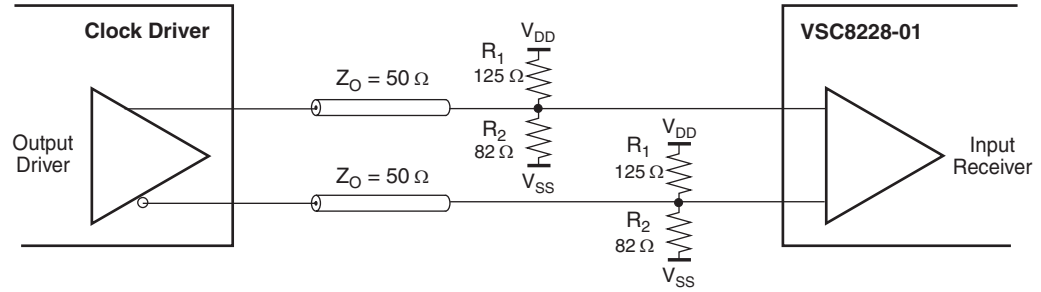 Clock Driver
VSC8228-01
V_DD
R_1
125 Ω
Z_O = 50 Ω
R_2
82 Ω
V_SS
Output
Driver
Input
Receiver
V_DD
R_1
125 Ω
Z_O = 50 Ω
R_2
82 Ω
V_SS